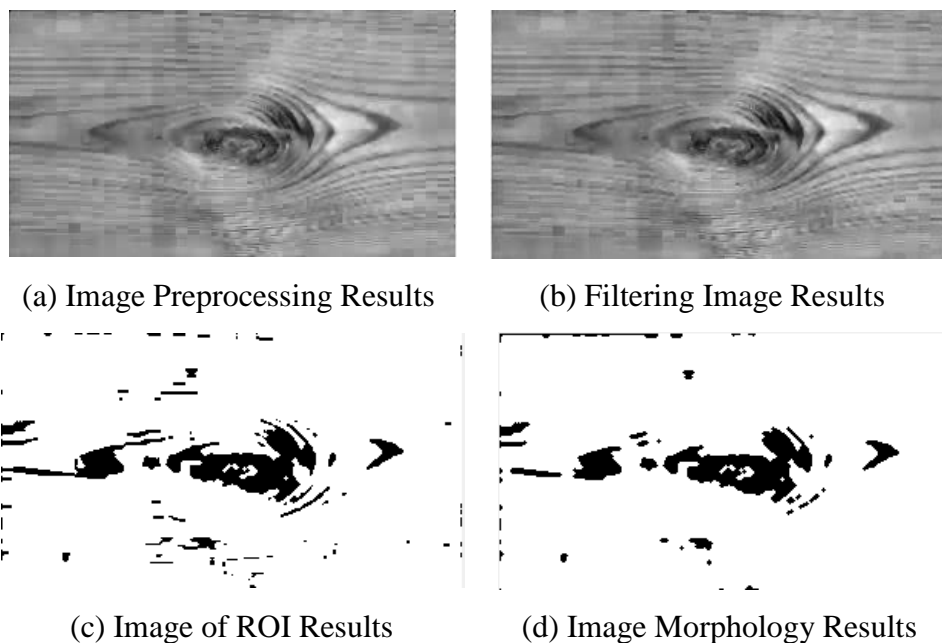 (a) Image Preprocessing Results
(b) Filtering Image Results
(c) Image of ROI Results
(d) Image Morphology Results